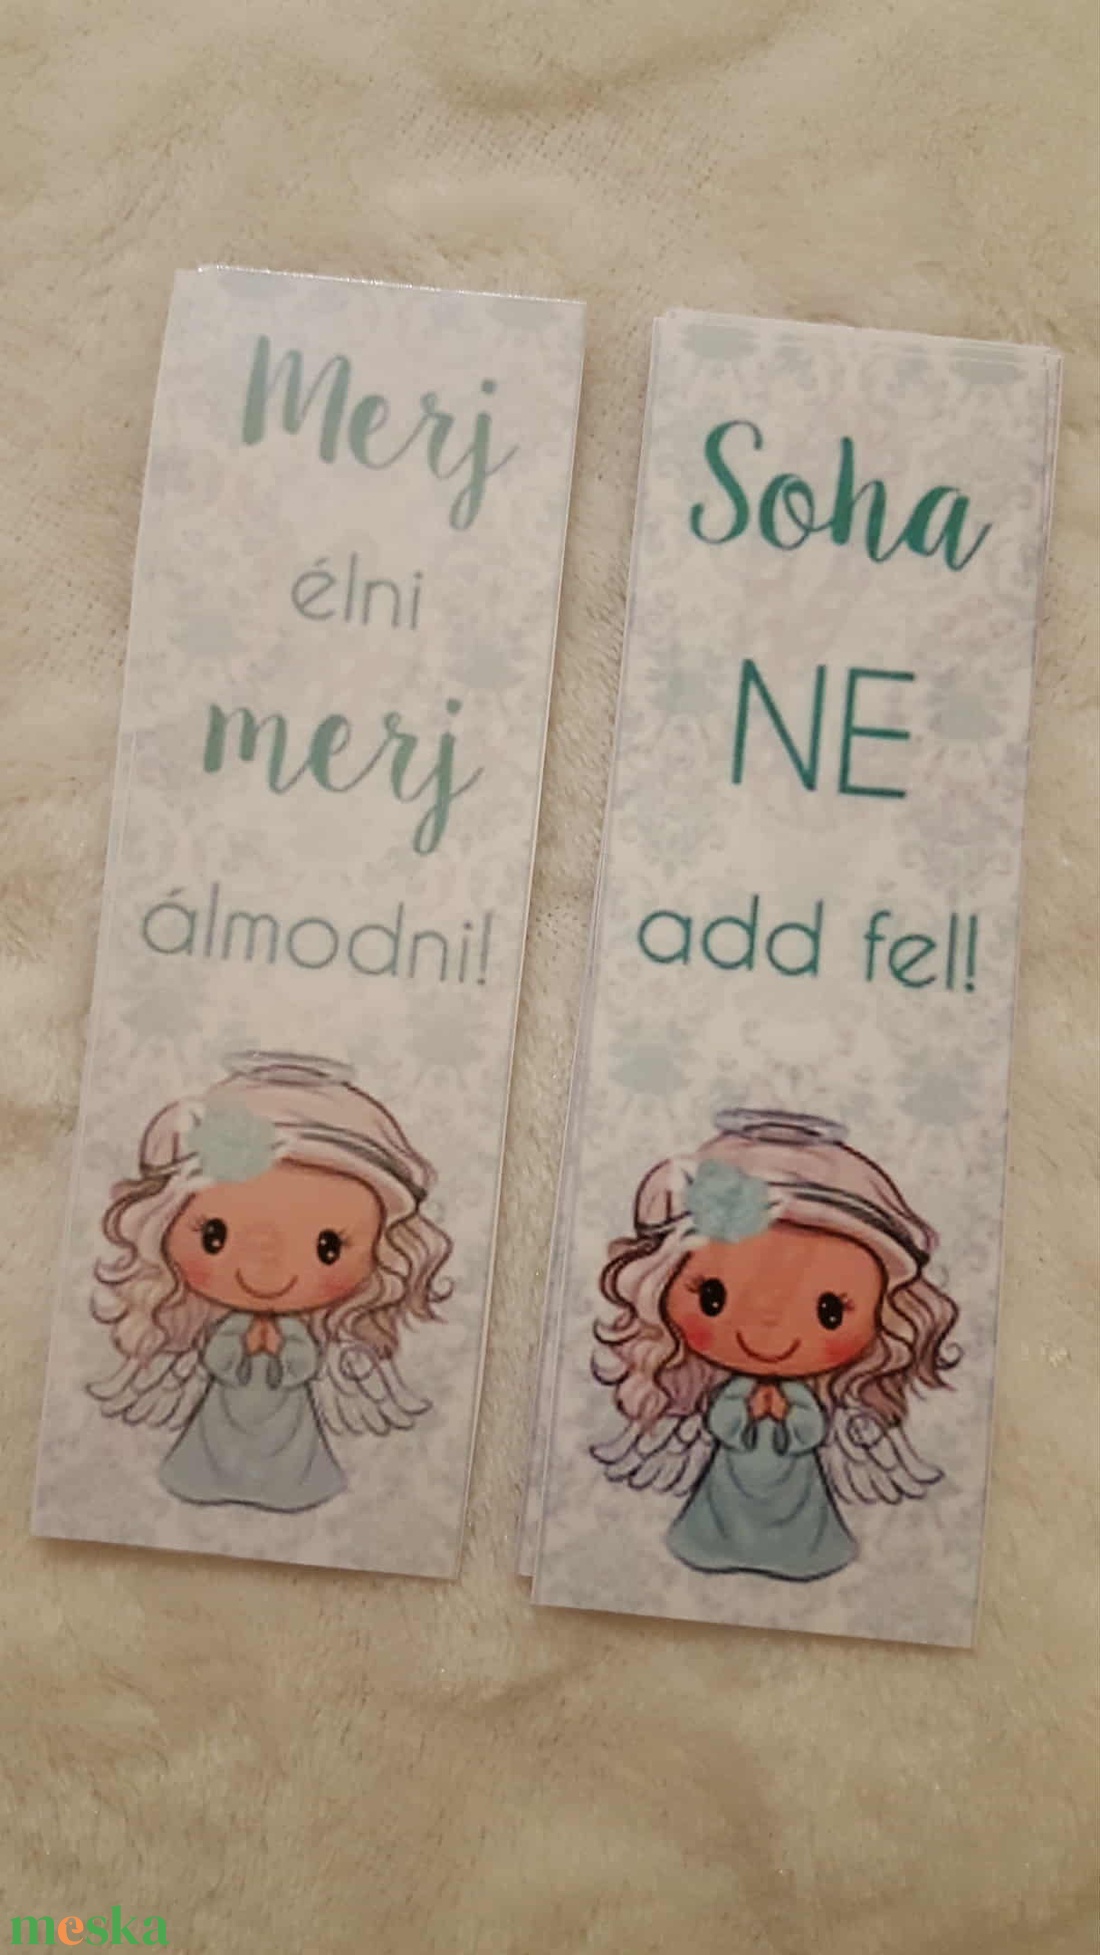 Merj
élni
merj
álmodni!
Soha
NE
add fel!
meska